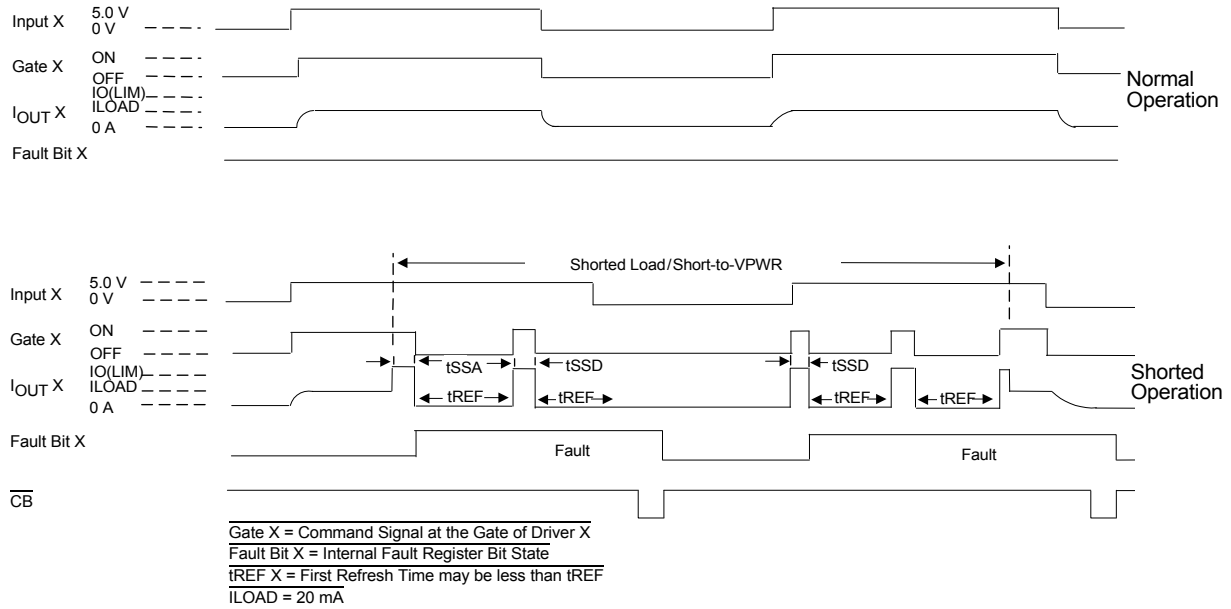 Input X 5.0 V
0 V
Gate X ON
OFF
IO(LIM)
IOUT X ILOAD
0 A
Fault Bit X
Normal
Operation
Shorted Load/Short-to-VPWR
Input X 5.0 V
0 V
Gate X ON
OFF
tSSA tSSD tSSD
IO(LIM)
IOUT X ILOAD
0 A
tREF tREF tREF tREF
Shorted
Operation
Fault Bit X
Fault Fault
CB
Gate X = Command Signal at the Gate of Driver X
Fault Bit X = Internal Fault Register Bit State
tREF X = First Refresh Time may be less than tREF
ILOAD = 20 mA